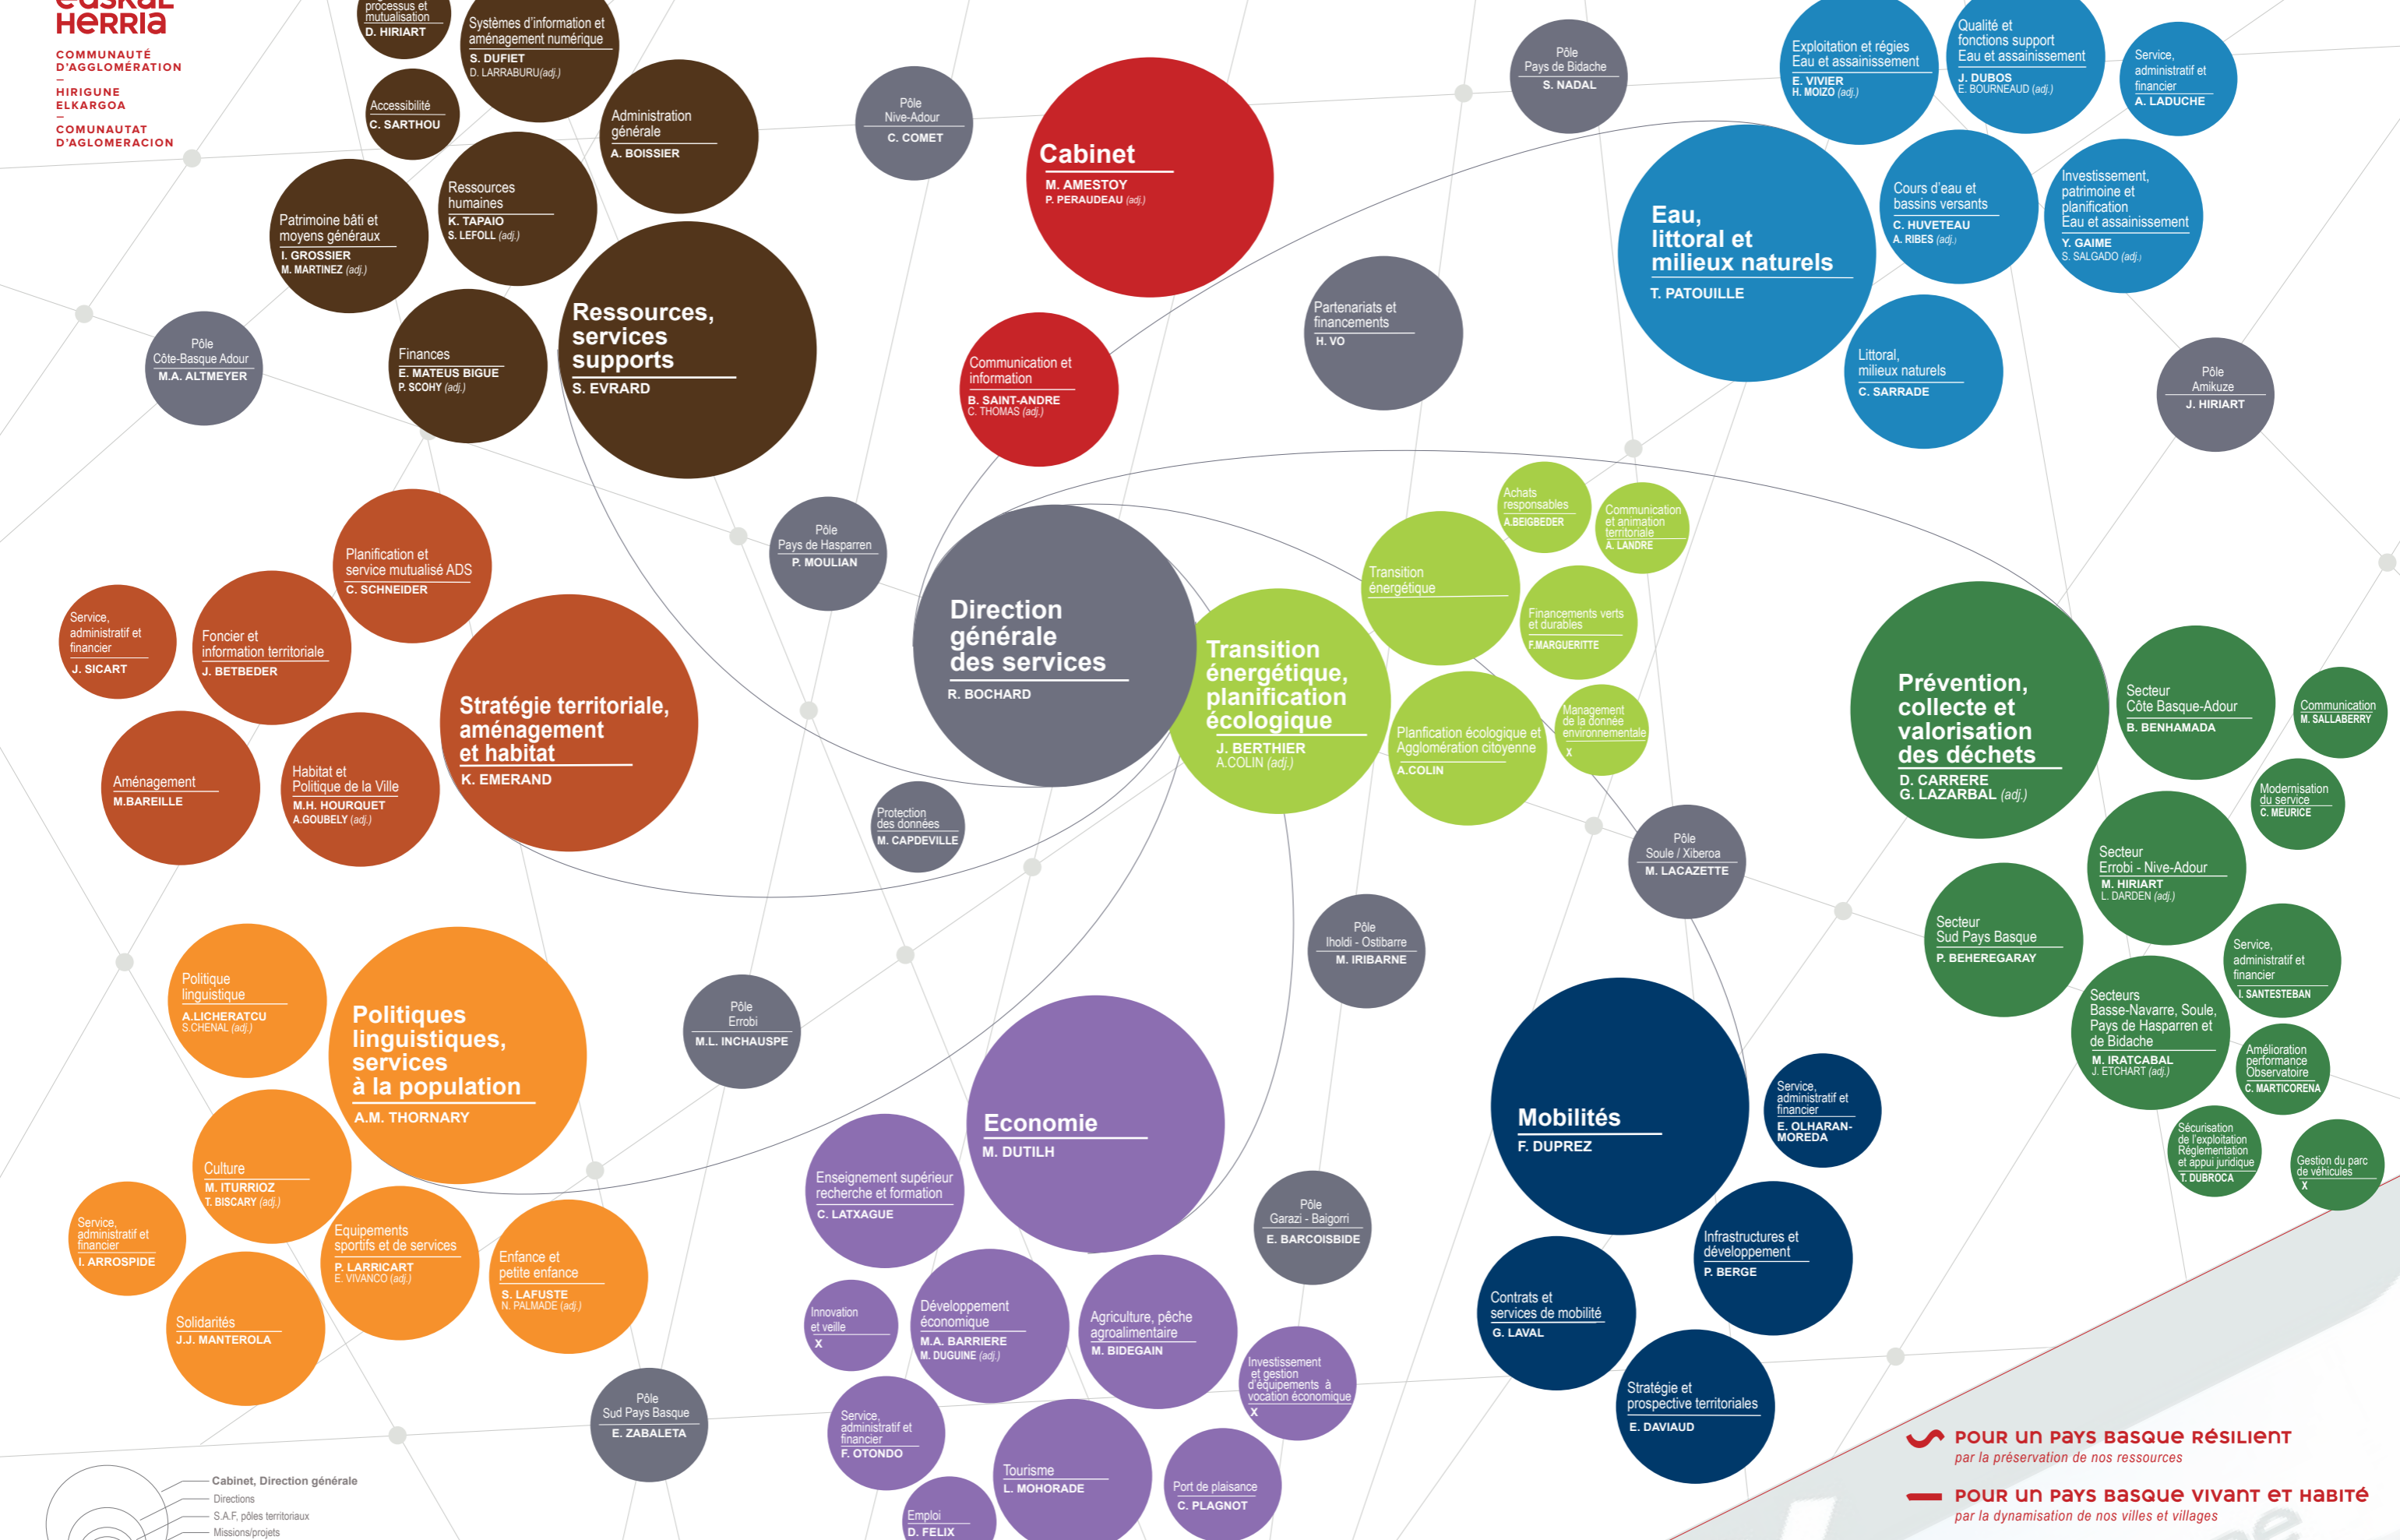 euskal
Herria
COMMUNAUTÉ
D'AGGLOMÉRATION
–
HIRIGUNE
ELKARGOA
–
COMUNAUTAT
D'AGLOMERACION
processus et
mutualisation
D. HIRIART
Systèmes d'information et
aménagement numérique
S. DUFIET
D. LARRABURU(adj.)
Accessibilité
C. SARTHOU
Administration
générale
A. BOISSIER
Ressources
humaines
K. TAPAIO
S. LEFOLL (adj.)
Patrimoine bâti et
moyens généraux
I. GROSSIER
M. MARTINEZ (adj.)
Finances
E. MATEUS BIGUE
P. SCOHY (adj.)
Ressources,
services
supports
S. EVRARD
Pôle
Côte-Basque Adour
M.A. ALTMEYER
Pôle
Nive-Adour
C. COMET
Cabinet
M. AMESTOY
P. PERAUDEAU (adj.)
Communication et
information
B. SAINT-ANDRE
C. THOMAS (adj.)
Partenariats et
financements
H. VO
Pôle
Pays de Bidache
S. NADAL
Exploitation et régies
Eau et assainissement
E. VIVIER
H. MOIZO (adj.)
Qualité et
fonctions support
Eau et assainissement
J. DUBOS
E. BOURNEAUD (adj.)
Service,
administratif et
financier
A. LADUCHE
Eau,
littoral et
milieux naturels
T. PATOUILLE
Cours d'eau et
bassins versants
C. HUVETEAU
A. RIBES (adj.)
Investissement,
patrimoine et
planification
Eau et assainissement
Y. GAIME
S. SALGADO (adj.)
Littoral,
milieux naturels
C. SARRADE
Pôle
Amikuze
J. HIRIART
Planification et
service mutualisé ADS
C. SCHNEIDER
Service,
administratif et
financier
J. SICART
Foncier et
information territoriale
J. BETBEDER
Aménagement
M.BAREILLE
Habitat et
Politique de la Ville
M.H. HOURQUET
A.GOUBELY (adj.)
Stratégie territoriale,
aménagement
et habitat
K. EMERAND
Pôle
Pays de Hasparren
P. MOULIAN
Direction
générale
des services
R. BOCHARD
Protection
des données
M. CAPDEVILLE
Transition
énergétique,
planification
écologique
J. BERTHIER
A.COLIN (adj.)
Transition
énergétique
Achats
responsables
A.BEIGBEDER
Communication
et animation
territoriale
A. LANDRE
Financements verts
et durables
F.MARGUERITTE
Planfication écologique et
Agglomération citoyenne
A.COLIN
Management
de la donnée
environnementale
X
Pôle
Soule / Xiberoa
M. LACAZETTE
Prévention,
collecte et
valorisation
des déchets
D. CARRERE
G. LAZARBAL (adj.)
Secteur
Côte Basque-Adour
B. BENHAMADA
Communication
M. SALLABERRY
Modernisation
du service
C. MEURICE
Secteur
Errobi - Nive-Adour
M. HIRIART
L. DARDEN (adj.)
Secteur
Sud Pays Basque
P. BEHEREGARAY
Service,
administratif et
financier
I. SANTESTEBAN
Secteurs
Basse-Navarre, Soule,
Pays de Hasparren et
de Bidache
M. IRATCABAL
J. ETCHART (adj.)
Amélioration
performance
Observatoire
C. MARTICORENA
Sécurisation
de l'exploitation
Règlementation
et appui juridique
T. DUBROCA
Gestion du parc
de véhicules
X
Politique
linguistique
A.LICHERATCU
S.CHENAL (adj.)
Politiques
linguistiques,
services
à la population
A.M. THORNARY
Culture
M. ITURRIOZ
T. BISCARY (adj.)
Service,
administratif et
financier
I. ARROSPIDE
Equipements
sportifs et de services
P. LARRICART
E. VIVANCO (adj.)
Enfance et
petite enfance
S. LAFUSTE
N. PALMADE (adj.)
Solidarités
J.J. MANTEROLA
Pôle
Errobi
M.L. INCHAUSPE
Pôle
Sud Pays Basque
E. ZABALETA
Pôle
Iholdi - Ostibarre
M. IRIBARNE
Economie
M. DUTILH
Enseignement supérieur
recherche et formation
C. LATXAGUE
Innovation
et veille
X
Développement
économique
M.A. BARRIERE
M. DUGUINE (adj.)
Agriculture, pêche
agroalimentaire
M. BIDEGAIN
Investissement
et gestion
d'équipements à
vocation économique
X
Service,
administratif et
financier
F. OTONDO
Emploi
D. FELIX
Tourisme
L. MOHORADE
Port de plaisance
C. PLAGNOT
Pôle
Garazi - Baigorri
E. BARCOISBIDE
Mobilités
F. DUPREZ
Service,
administratif et
financier
E. OLHARAN-
MOREDA
Infrastructures et
développement
P. BERGE
Contrats et
services de mobilité
G. LAVAL
Stratégie et
prospective territoriales
E. DAVIAUD
Cabinet, Direction générale
Directions
S.A.F, pôles territoriaux
Missions/projets
POUR un PAYS BASQUE RÉSILIENT
par la préservation de nos ressources
POUR un PAYS BASQUE VIVANT ET HABITÉ
par la dynamisation de nos villes et villages